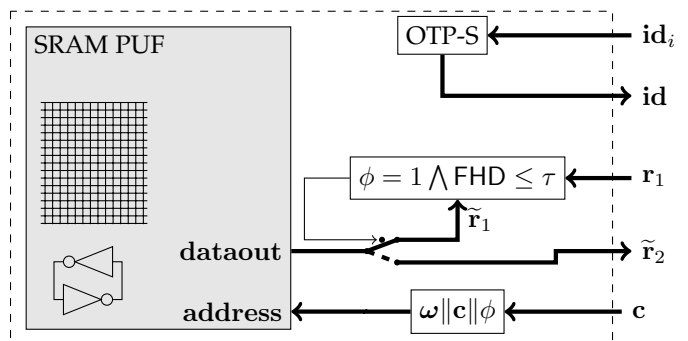 SRAM PUF
OTP-S
id_i
id
ϕ = 1 ⋀ FHD ≤ τ
r_1
r̃_1
dataout
r̃_2
address
ω‖c‖ϕ
c